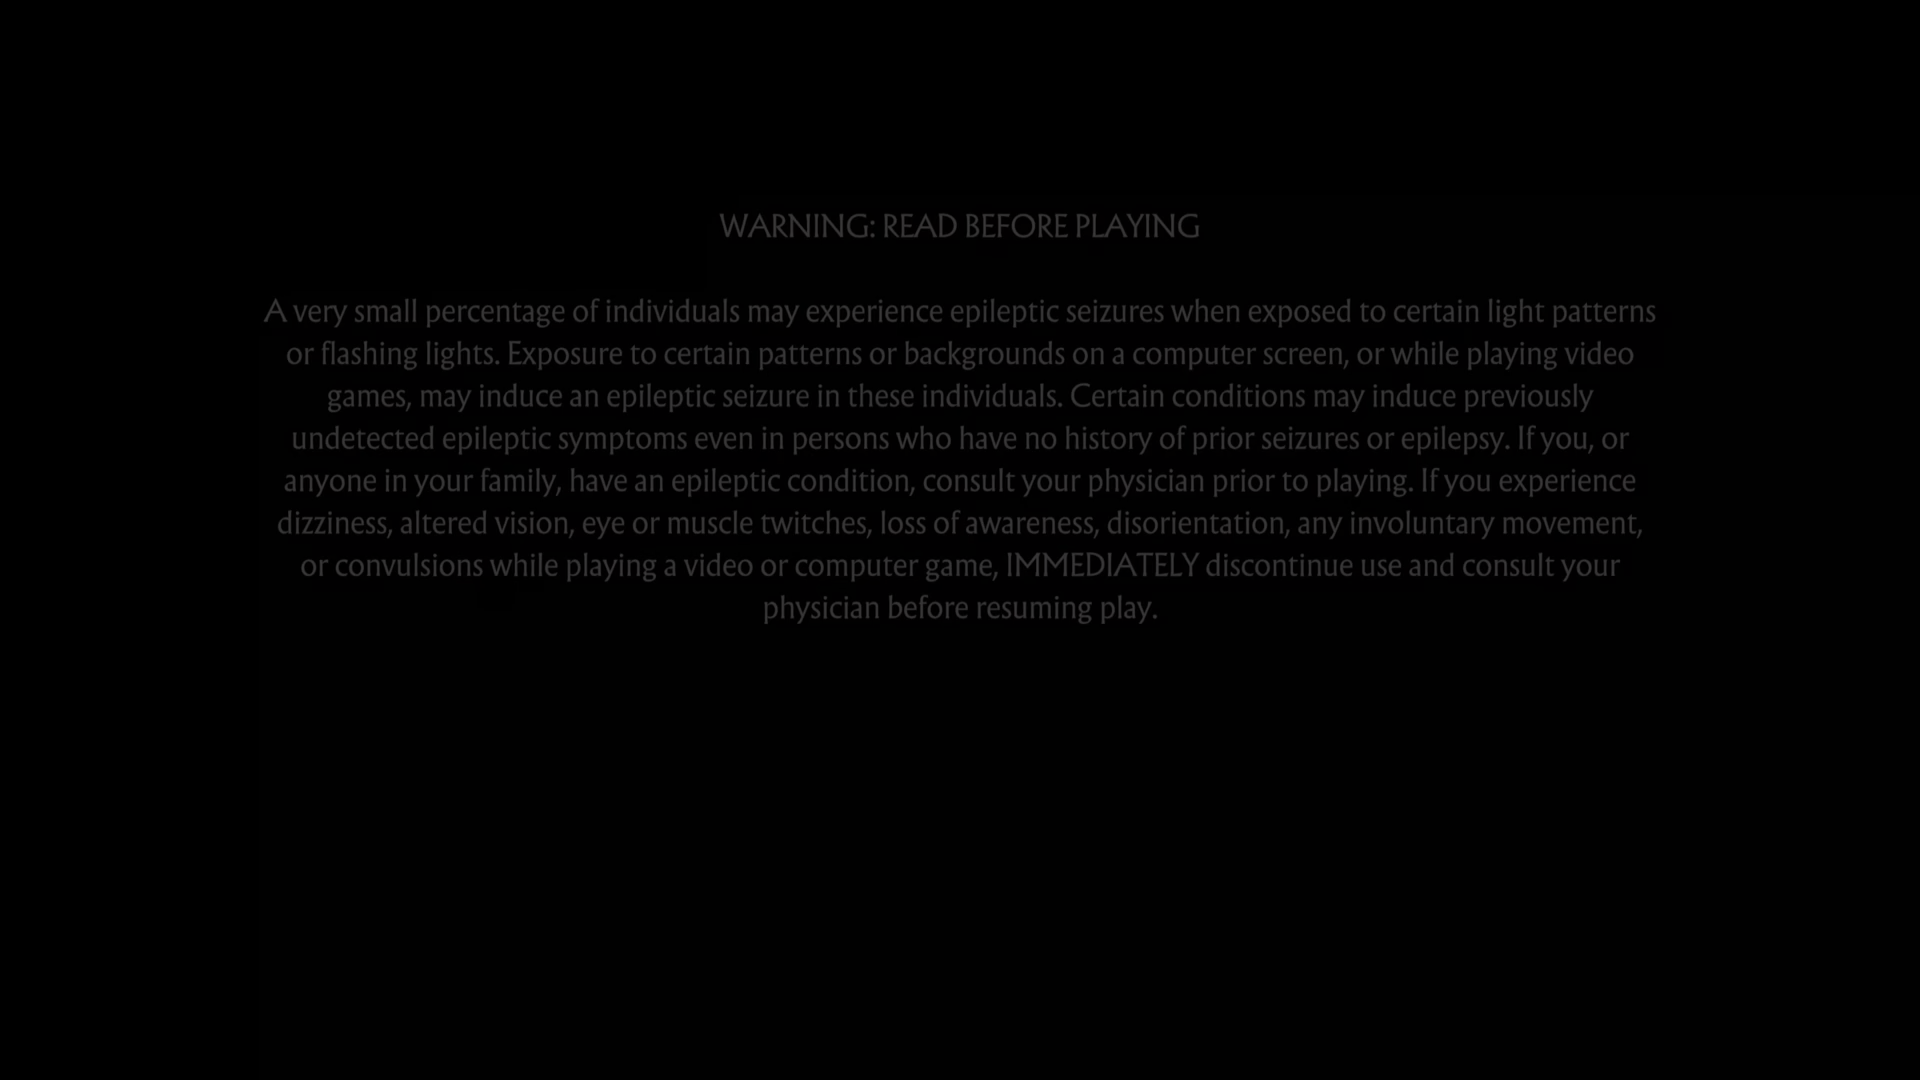 WARNING: READ BEFORE PLAYING
A very small percentage of individuals may experience epileptic seizures when exposed to certain light patterns
or flashing lights. Exposure to certain patterns or backgrounds on a computer screen, or while playing video
games, may induce an epileptic seizure in these individuals. Certain conditions may induce previously
undetected epileptic symptoms even in persons who have no history of prior seizures or epilepsy. If you, or
anyone in your family, have an epileptic condition, consult your physician prior to playing. If you experience
dizziness, altered vision, eye or muscle twitches, loss of awareness, disorientation, any involuntary movement,
or convulsions while playing a video or computer game, IMMEDIATELY discontinue use and consult your
physician before resuming play.